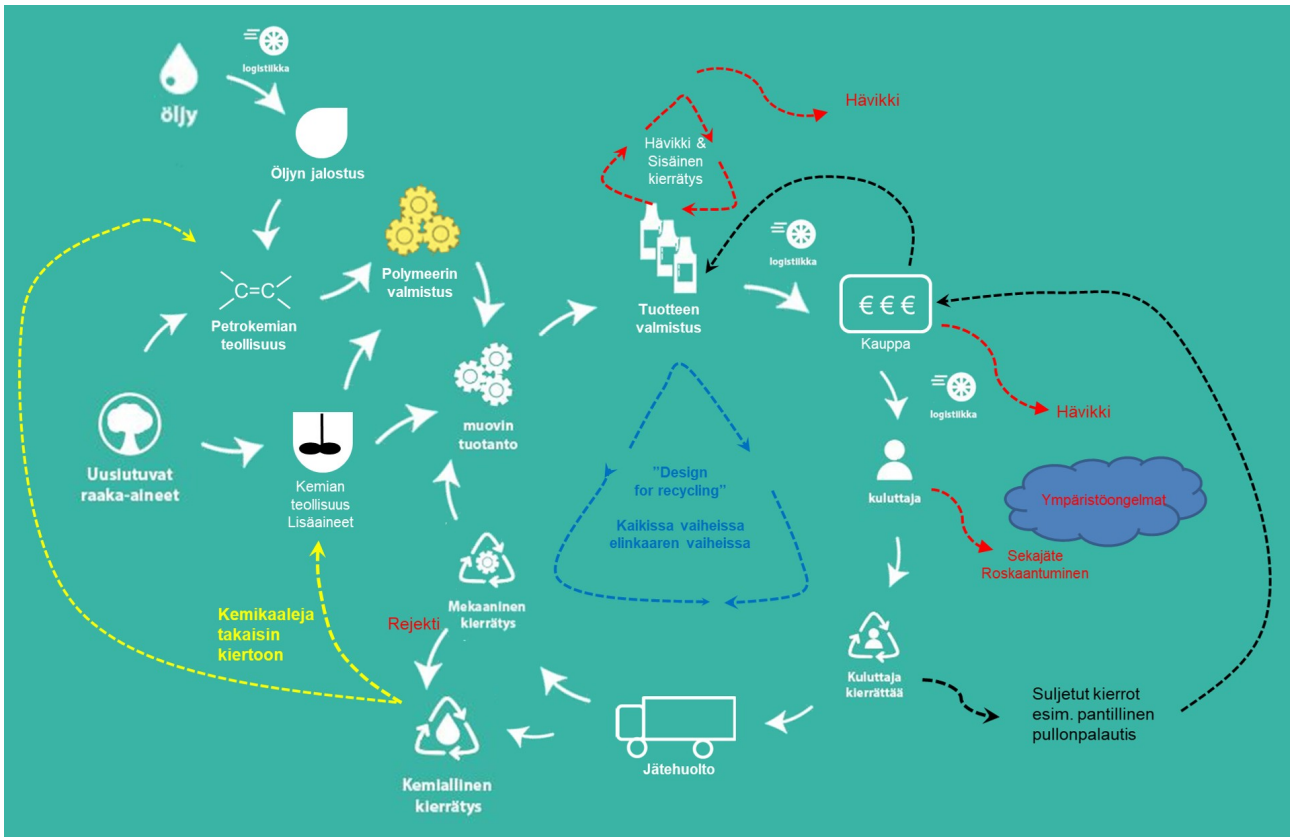 logistiikka
öljy
Öljyn jalostus
Hävikki
Hävikki &
Sisäinen
kierrätys
Polymeerin
valmistus
C=C
Petrokemian
teollisuus
logistiikka
Tuotteen
valmistus
€ € €
Kauppa
logistiikka
Hävikki
muovin
tuotanto
Uusiutuvat
raaka-aineet
Kemian
teollisuus
Lisäaineet
"Design
for recycling"
Kaikissa vaiheissa
elinkaaren vaiheissa
kuluttaja
Ympäristöongelmat
Sekajäte
Roskaantuminen
Mekaaninen
kierrätys
Rejekti
Kemikaaleja
takaisin
kiertoon
Kuluttaja
kierrättää
Suljetut kierrot
esim. pantillinen
pullonpalautis
Jätehuolto
Kemiallinen
kierrätys